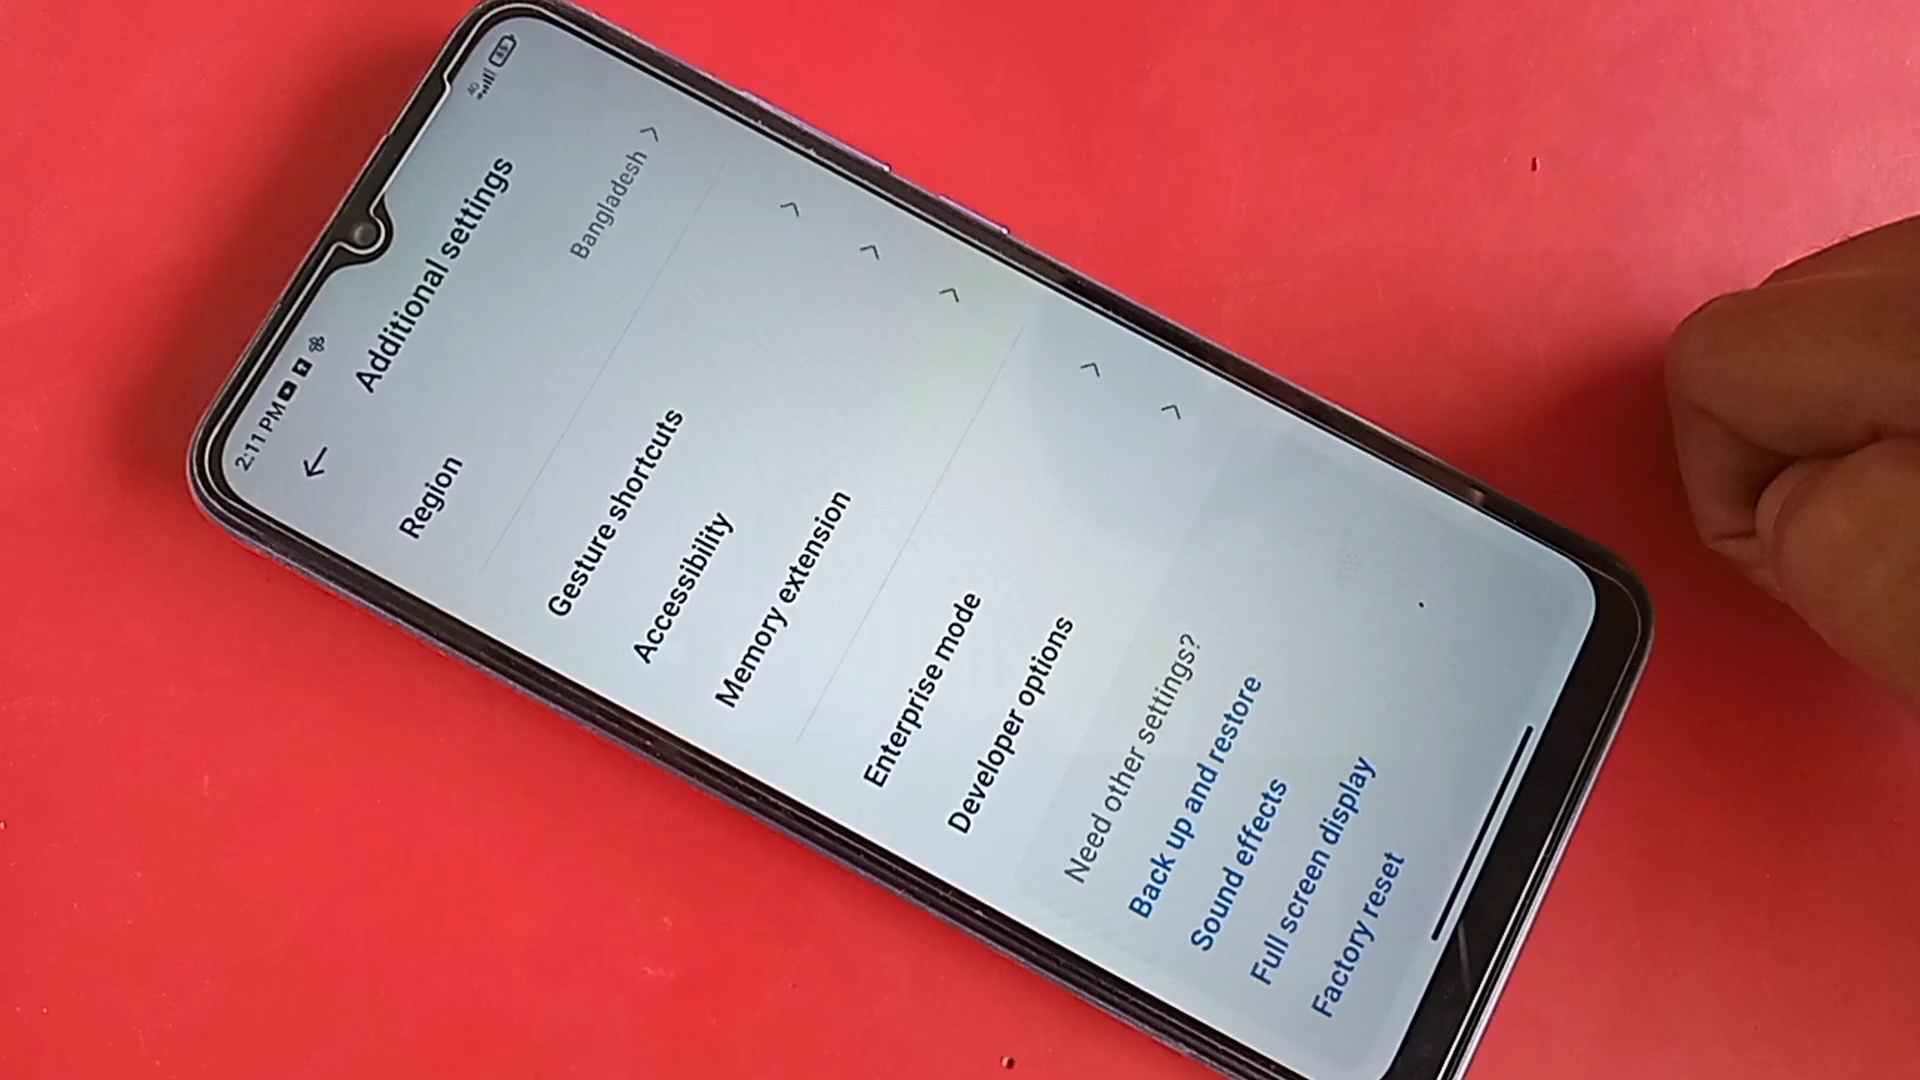 2:11 PM
4G
Additional settings
Region
Bangladesh
Gesture shortcuts
Accessibility
Memory extension
Enterprise mode
Developer options
Need other settings?
Back up and restore
Sound effects
Full screen display
Factory reset